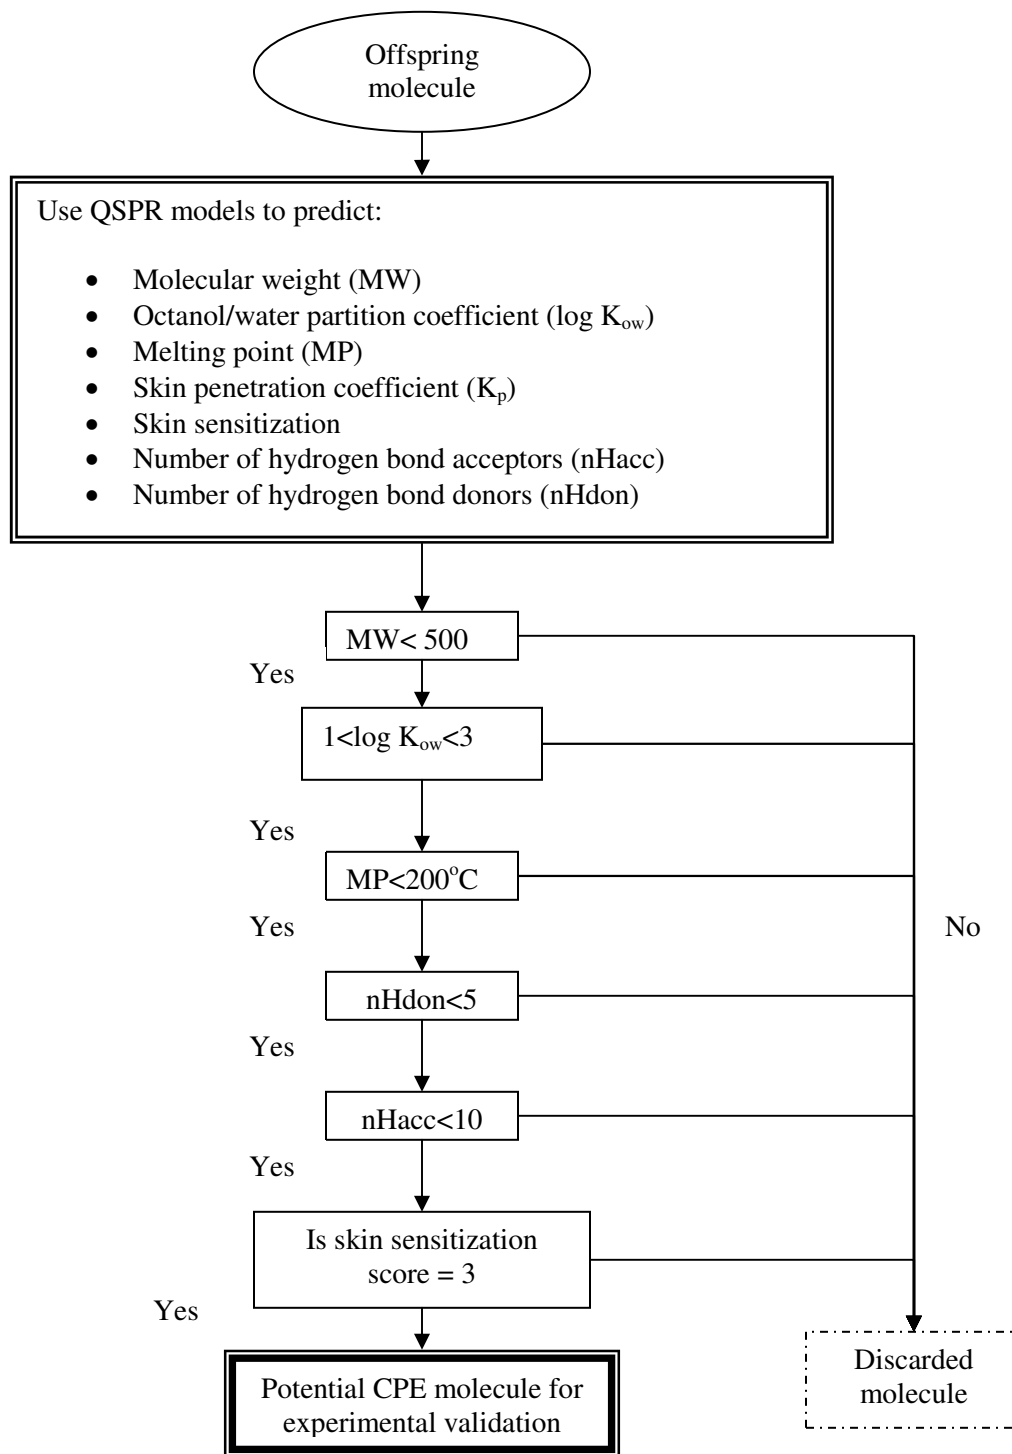 Offspring
molecule
Use QSPR models to predict:
• Molecular weight (MW)
• Octanol/water partition coefficient (log Kow)
• Melting point (MP)
• Skin penetration coefficient (Kp)
• Skin sensitization
• Number of hydrogen bond acceptors (nHacc)
• Number of hydrogen bond donors (nHdon)
MW< 500
Yes
1<log Kow<3
Yes
MP<200°C
Yes
No
nHdon<5
Yes
nHacc<10
Yes
Is skin sensitization
score = 3
Yes
Discarded
molecule
Potential CPE molecule for
experimental validation